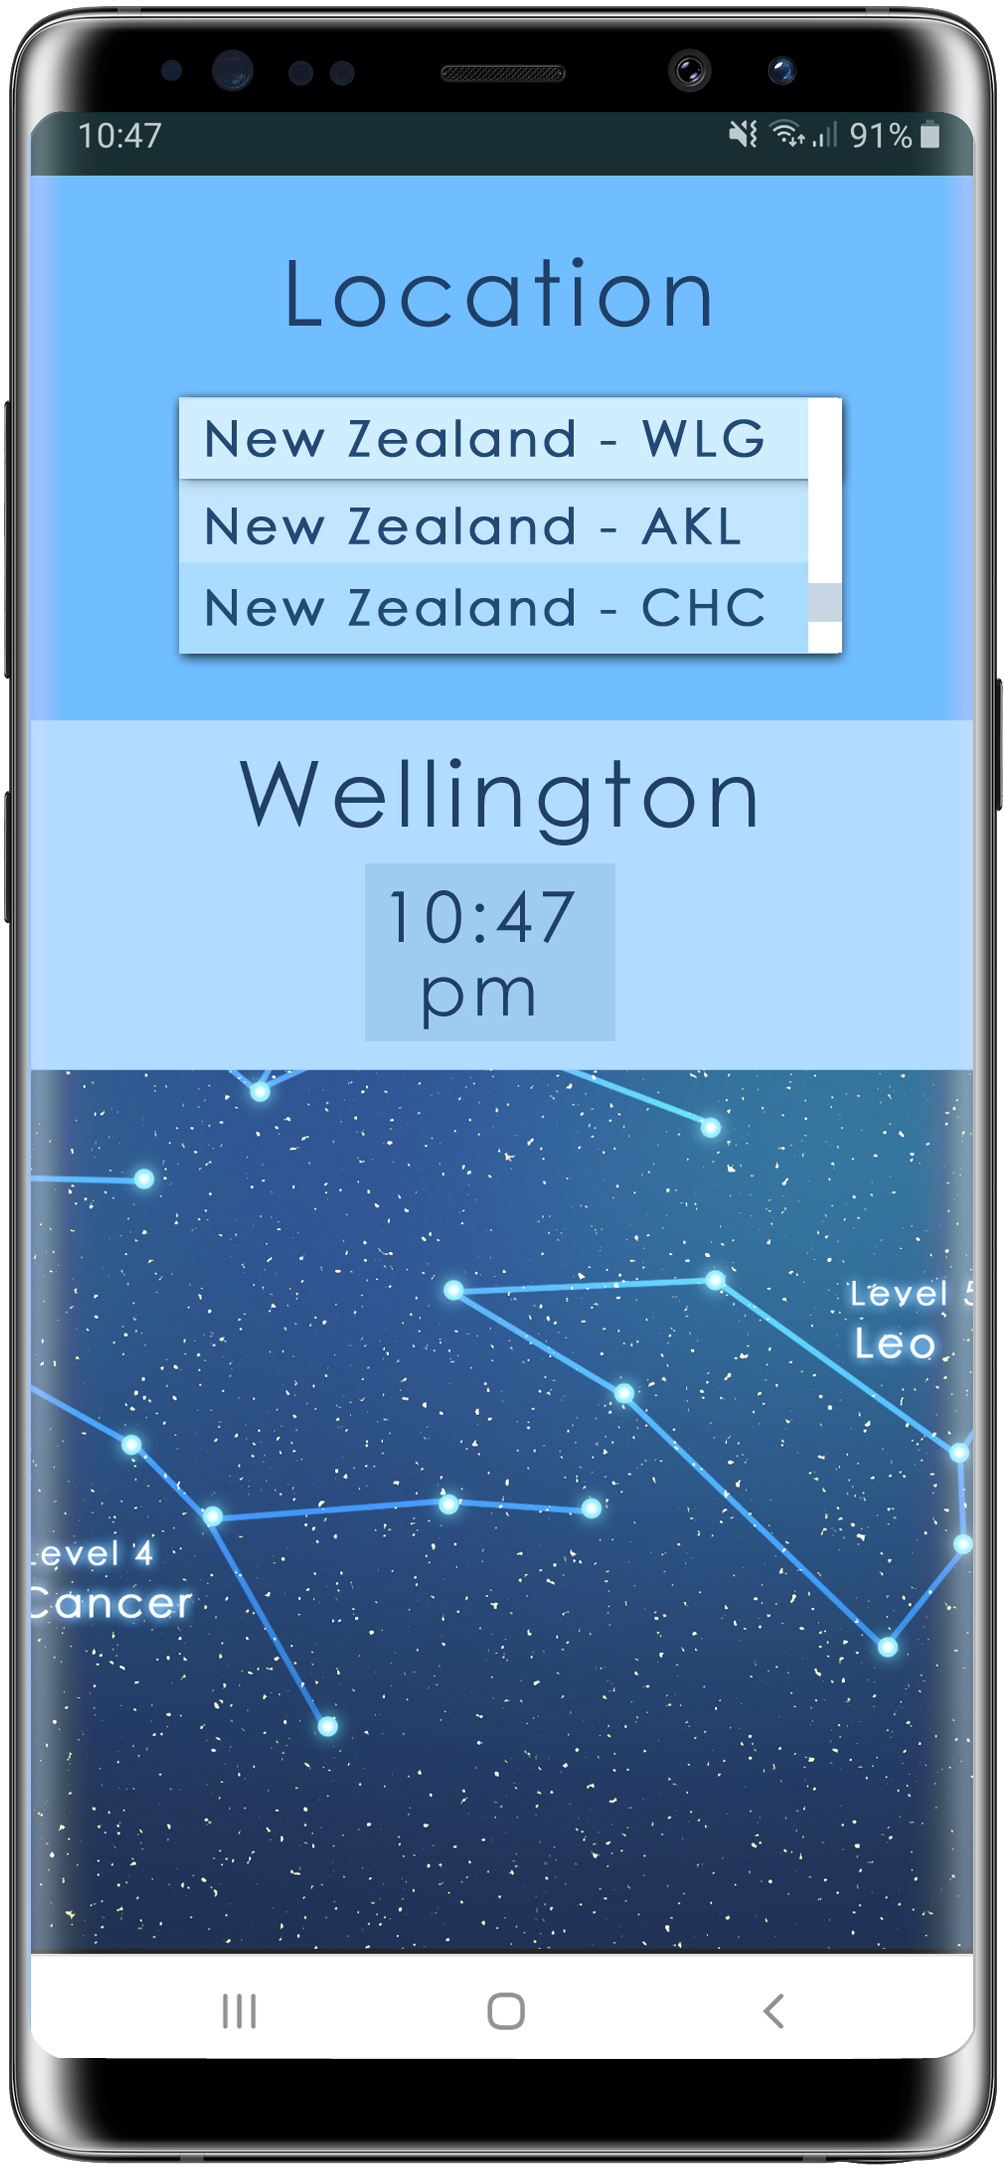 10:47 91%
Location
New Zealand - WLG
New Zealand - AKL
New Zealand - CHC
Wellington
10:47
pm
Level 5
Leo
Level 4
Cancer